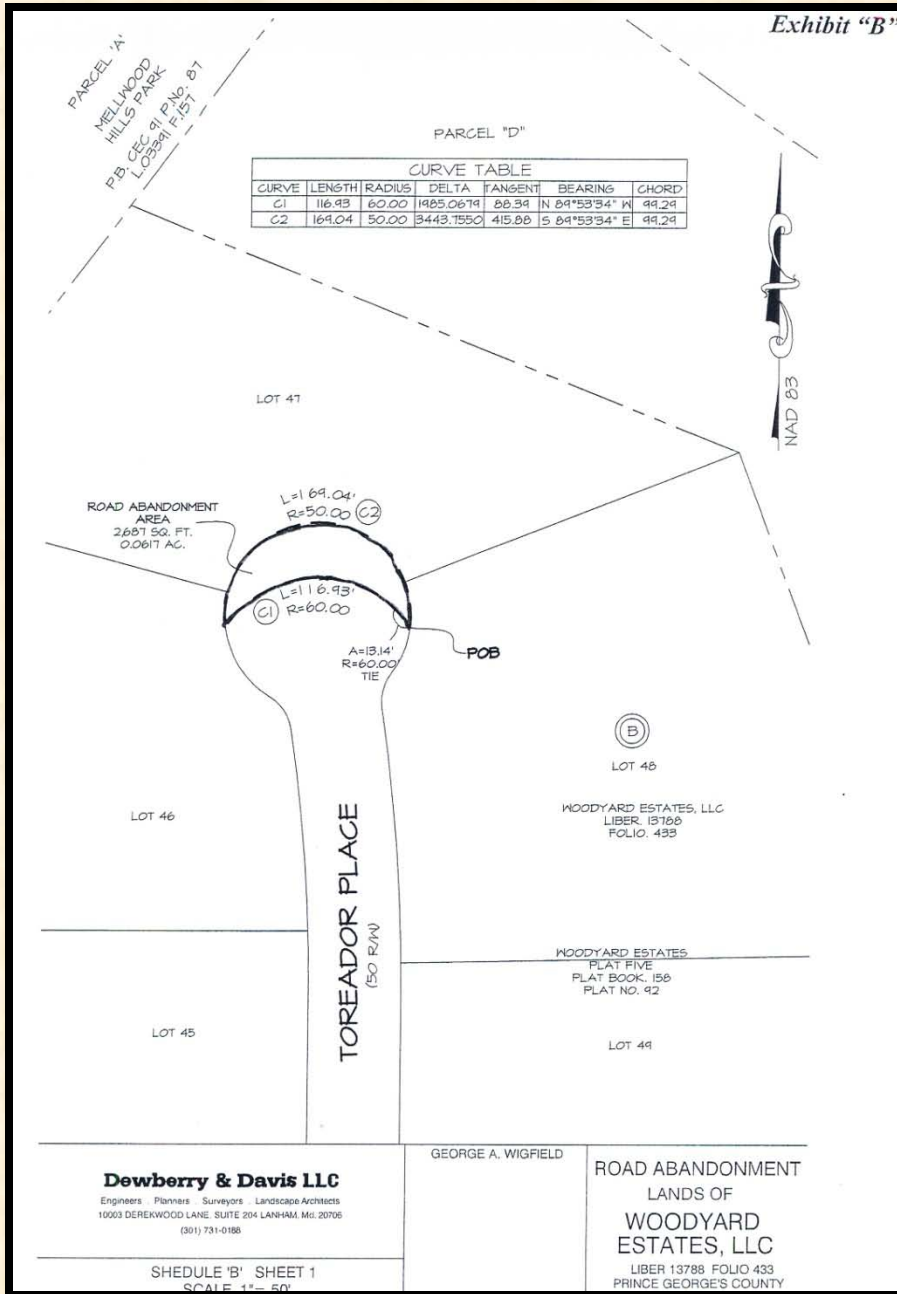 Exhibit “B”
PARCEL 'A'
MELLWOOD
HILLS PARK
P.B. CEC 91 P.No. 87
L.03391 F.157
PARCEL "D"
CURVE TABLE
CURVE LENGTH RADIUS DELTA TANGENT BEARING CHORD
C1 116.93 60.00 1985.0679 88.39 N 89°53'34" W 99.29
C2 169.04 50.00 3443.7550 415.88 S 89°53'34" E 99.29
NAD 83
LOT 47
ROAD ABANDONMENT
AREA
2,687 SQ. FT.
0.0617 AC.
L=169.04'
R=50.00 C2
L=116.93'
C1 R=60.00
A=13.14'
R=60.00'
TIE
POB
B
LOT 48
WOODYARD ESTATES, LLC
LIBER. 13788
FOLIO. 433
LOT 46
TOREADOR PLACE
(50 R/W)
WOODYARD ESTATES
PLAT FIVE
PLAT BOOK. 158
PLAT NO. 92
LOT 45
LOT 49
Dewberry & Davis LLC
Engineers . Planners . Surveyors . Landscape Architects
10003 DEREKWOOD LANE, SUITE 204 LANHAM, Md. 20706
(301) 731-0188
SHEDULE 'B' SHEET 1
SCALE 1"= 50'
GEORGE A. WIGFIELD
ROAD ABANDONMENT
LANDS OF
WOODYARD
ESTATES, LLC
LIBER 13788 FOLIO 433
PRINCE GEORGE'S COUNTY